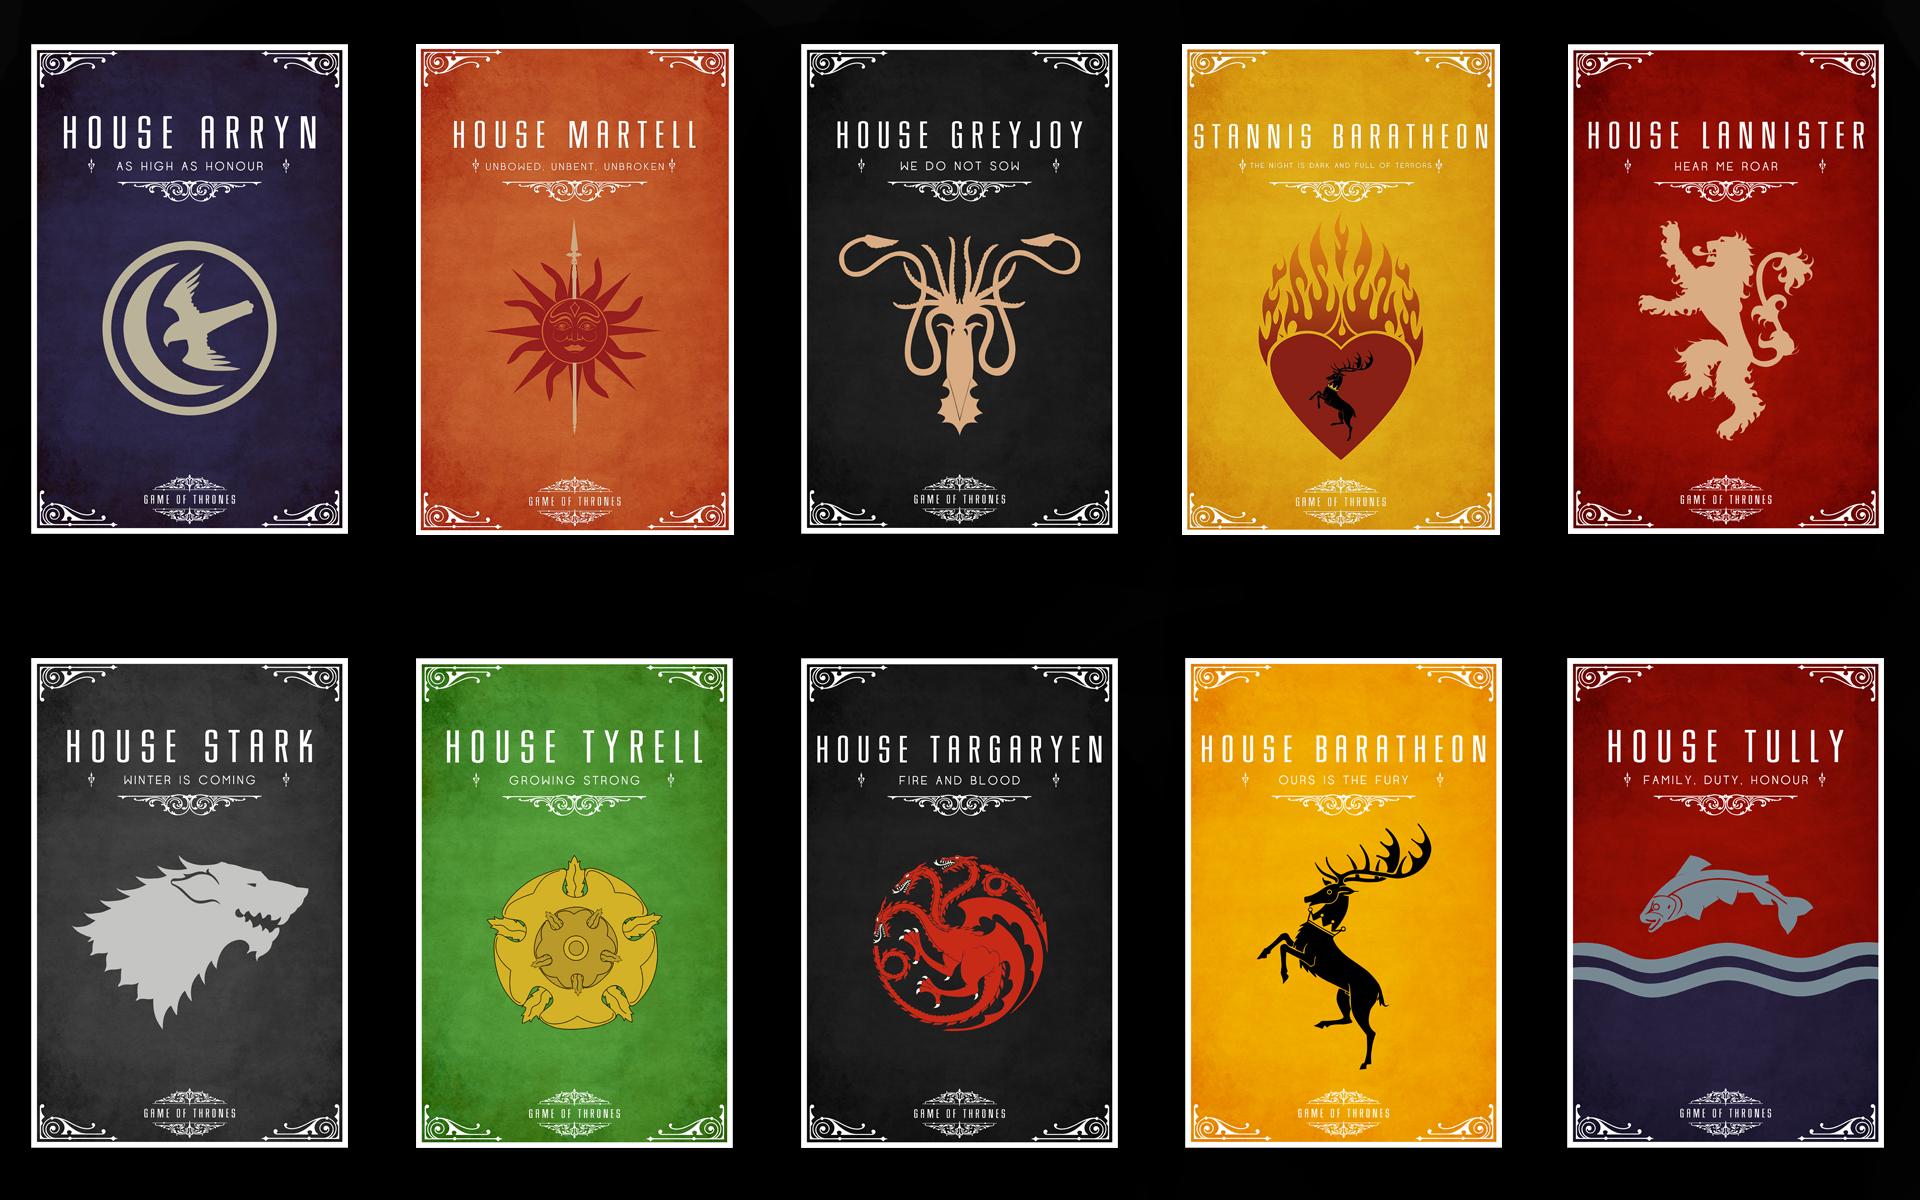 HOUSE ARRYN
AS HIGH AS HONOUR
GAME OF THRONES
HOUSE MARTELL
UNBOWED, UNBENT, UNBROKEN
GAME OF THRONES
HOUSE GREYJOY
WE DO NOT SOW
GAME OF THRONES
STANNIS BARATHEON
THE NIGHT IS DARK AND FULL OF TERRORS
GAME OF THRONES
HOUSE LANNISTER
HEAR ME ROAR
GAME OF THRONES
HOUSE STARK
WINTER IS COMING
GAME OF THRONES
HOUSE TYRELL
GROWING STRONG
GAME OF THRONES
HOUSE TARGARYEN
FIRE AND BLOOD
GAME OF THRONES
HOUSE BARATHEON
OURS IS THE FURY
GAME OF THRONES
HOUSE TULLY
FAMILY, DUTY, HONOUR
GAME OF THRONES